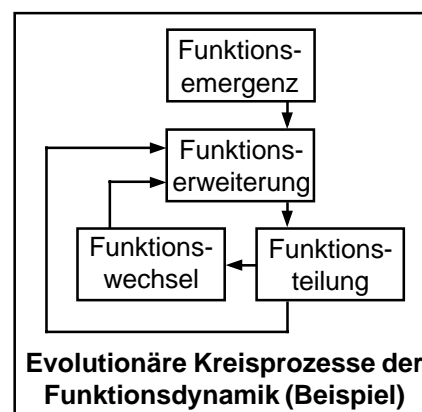 Funktions-
emergenz
Funktions-
erweiterung
Funktions-
wechsel
Funktions-
teilung
Evolutionäre Kreisprozesse der
Funktionsdynamik (Beispiel)